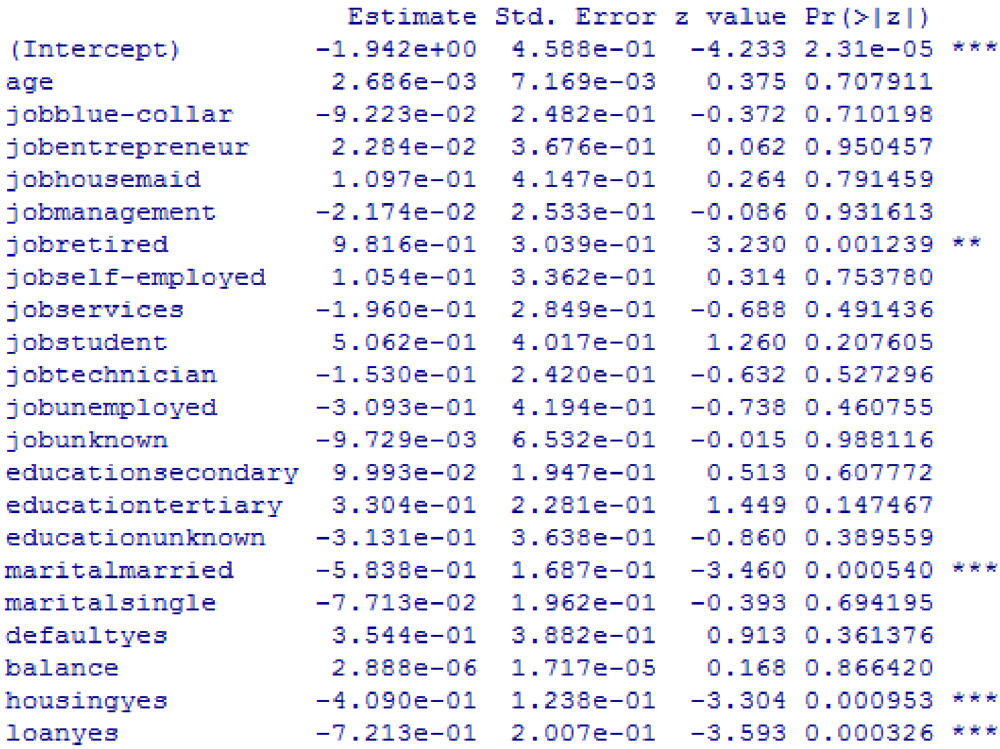 Estimate Std. Error z value Pr(>|z|)
(Intercept) -1.942e+00 4.588e-01 -4.233 2.31e-05 ***
age 2.686e-03 7.169e-03 0.375 0.707911
jobblue-collar -9.223e-02 2.482e-01 -0.372 0.710198
jobentrepreneur 2.284e-02 3.676e-01 0.062 0.950457
jobhousemaid 1.097e-01 4.147e-01 0.264 0.791459
jobmanagement -2.174e-02 2.533e-01 -0.086 0.931613
jobretired 9.816e-01 3.039e-01 3.230 0.001239 **
jobself-employed 1.054e-01 3.362e-01 0.314 0.753780
jobservices -1.960e-01 2.849e-01 -0.688 0.491436
jobstudent 5.062e-01 4.017e-01 1.260 0.207605
jobtechnician -1.530e-01 2.420e-01 -0.632 0.527296
jobunemployed -3.093e-01 4.194e-01 -0.738 0.460755
jobunknown -9.729e-03 6.532e-01 -0.015 0.988116
educationsecondary 9.993e-02 1.947e-01 0.513 0.607772
educationtertiary 3.304e-01 2.281e-01 1.449 0.147467
educationunknown -3.131e-01 3.638e-01 -0.860 0.389559
maritalmarried -5.838e-01 1.687e-01 -3.460 0.000540 ***
maritalsingle -7.713e-02 1.962e-01 -0.393 0.694195
defaultyes 3.544e-01 3.882e-01 0.913 0.361376
balance 2.888e-06 1.717e-05 0.168 0.866420
housingyes -4.090e-01 1.238e-01 -3.304 0.000953 ***
loanyes -7.213e-01 2.007e-01 -3.593 0.000326 ***